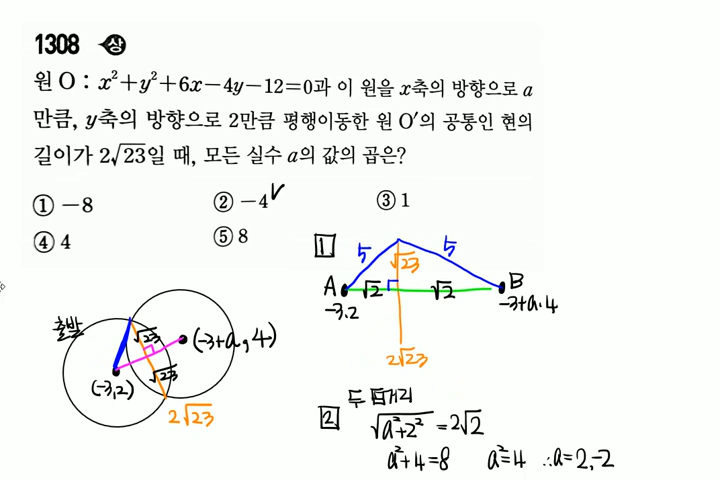 1308 상
원 O : x²+y²+6x-4y-12=0과 이 원을 x축의 방향으로 a
만큼, y축의 방향으로 2만큼 평행이동한 원 O′의 공통인 현의
길이가 2√23일 때, 모든 실수 a의 값의 곱은?
① -8 ② -4 ✓ ③ 1
④ 4 ⑤ 8
1
5 5
√23
A √2 √2 B
-3, 2 -3+a, 4
2√23
출발
√23
(-3+a, 4)
√23
(-3, 2)
2√23
2 두 점 거리
√a²+2² = 2√2
a²+4=8 a²=4 ∴a=2,-2